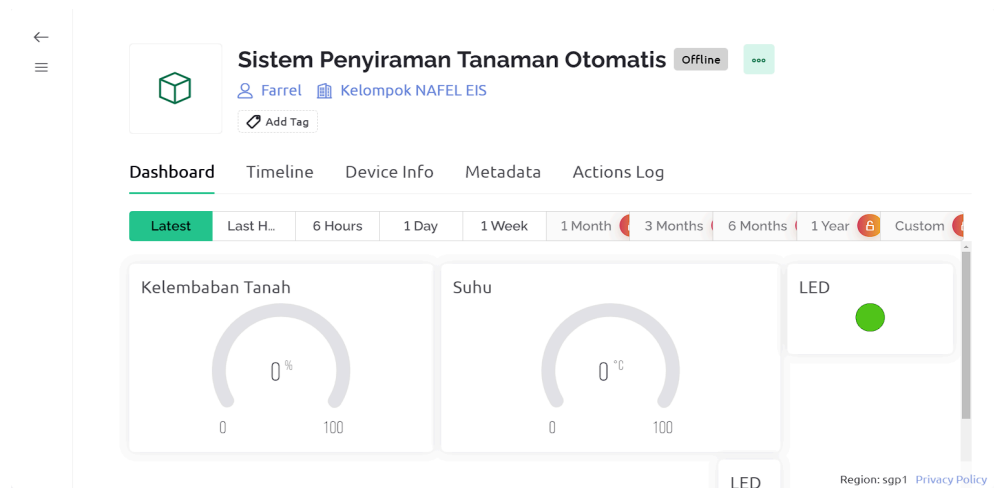 Sistem Penyiraman Tanaman Otomatis Offline
Farrel Kelompok NAFEL EIS
Add Tag
Dashboard Timeline Device Info Metadata Actions Log
Latest Last H... 6 Hours 1 Day 1 Week 1 Month 3 Months 6 Months 1 Year Custom
Kelembaban Tanah
0 %
0 100
Suhu
0 °C
0 100
LED
LED
Region: sgp1 Privacy Policy